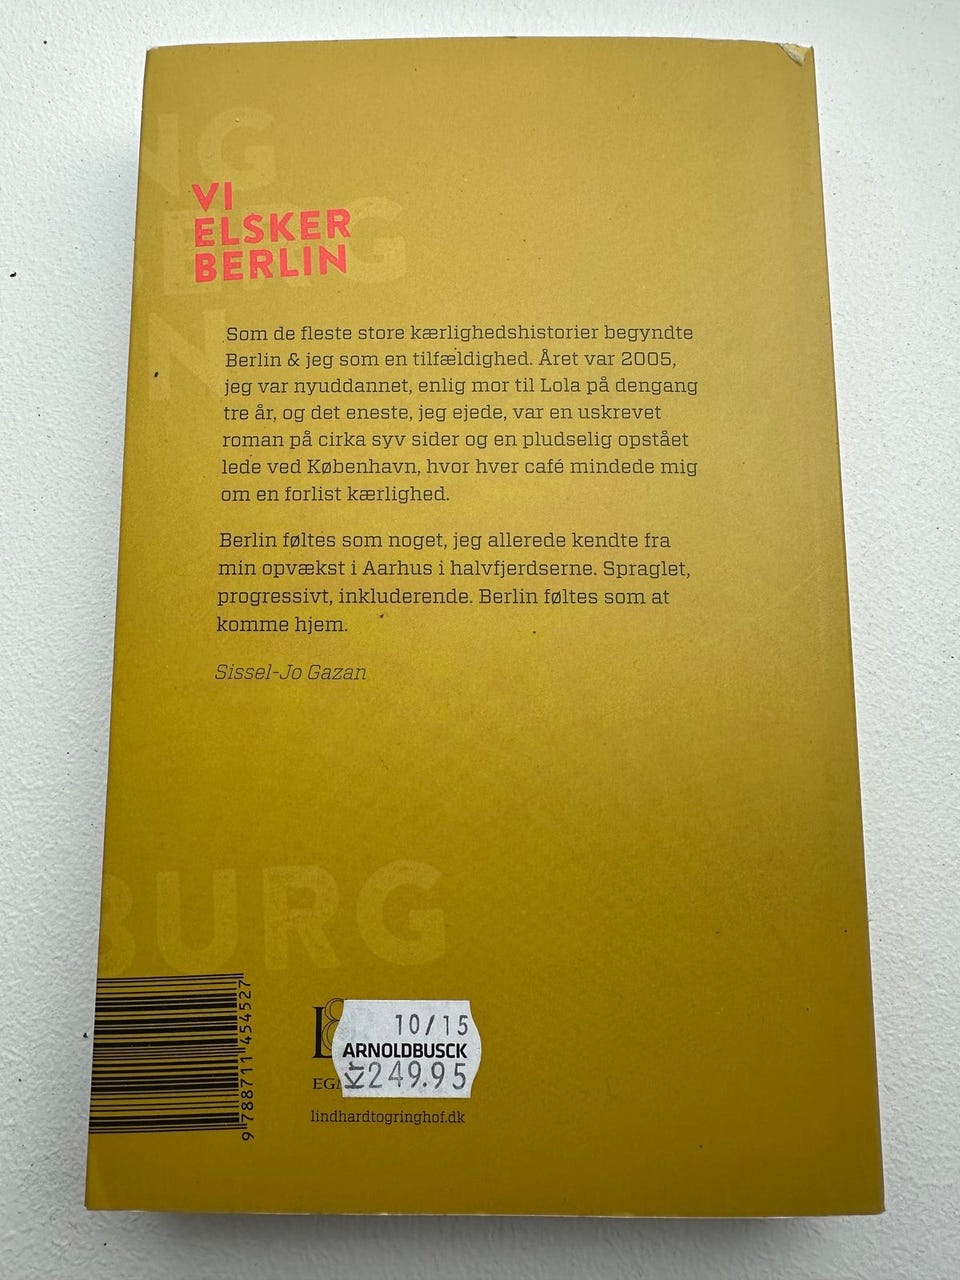 NG
BERG
N
VI
ELSKER
BERLIN
Som de fleste store kærlighedshistorier begyndte
Berlin & jeg som en tilfældighed. Året var 2005,
jeg var nyuddannet, enlig mor til Lola på dengang
tre år, og det eneste, jeg ejede, var en uskrevet
roman på cirka syv sider og en pludselig opstået
lede ved København, hvor hver café mindede mig
om en forlist kærlighed.
Berlin føltes som noget, jeg allerede kendte fra
min opvækst i Aarhus i halvfjerdserne. Spraglet,
progressivt, inkluderende. Berlin føltes som at
komme hjem.
Sissel-Jo Gazan
BURG
9788711454527
10/15
ARNOLDBUSCK
Kr249.95
lindhardtogringhof.dk